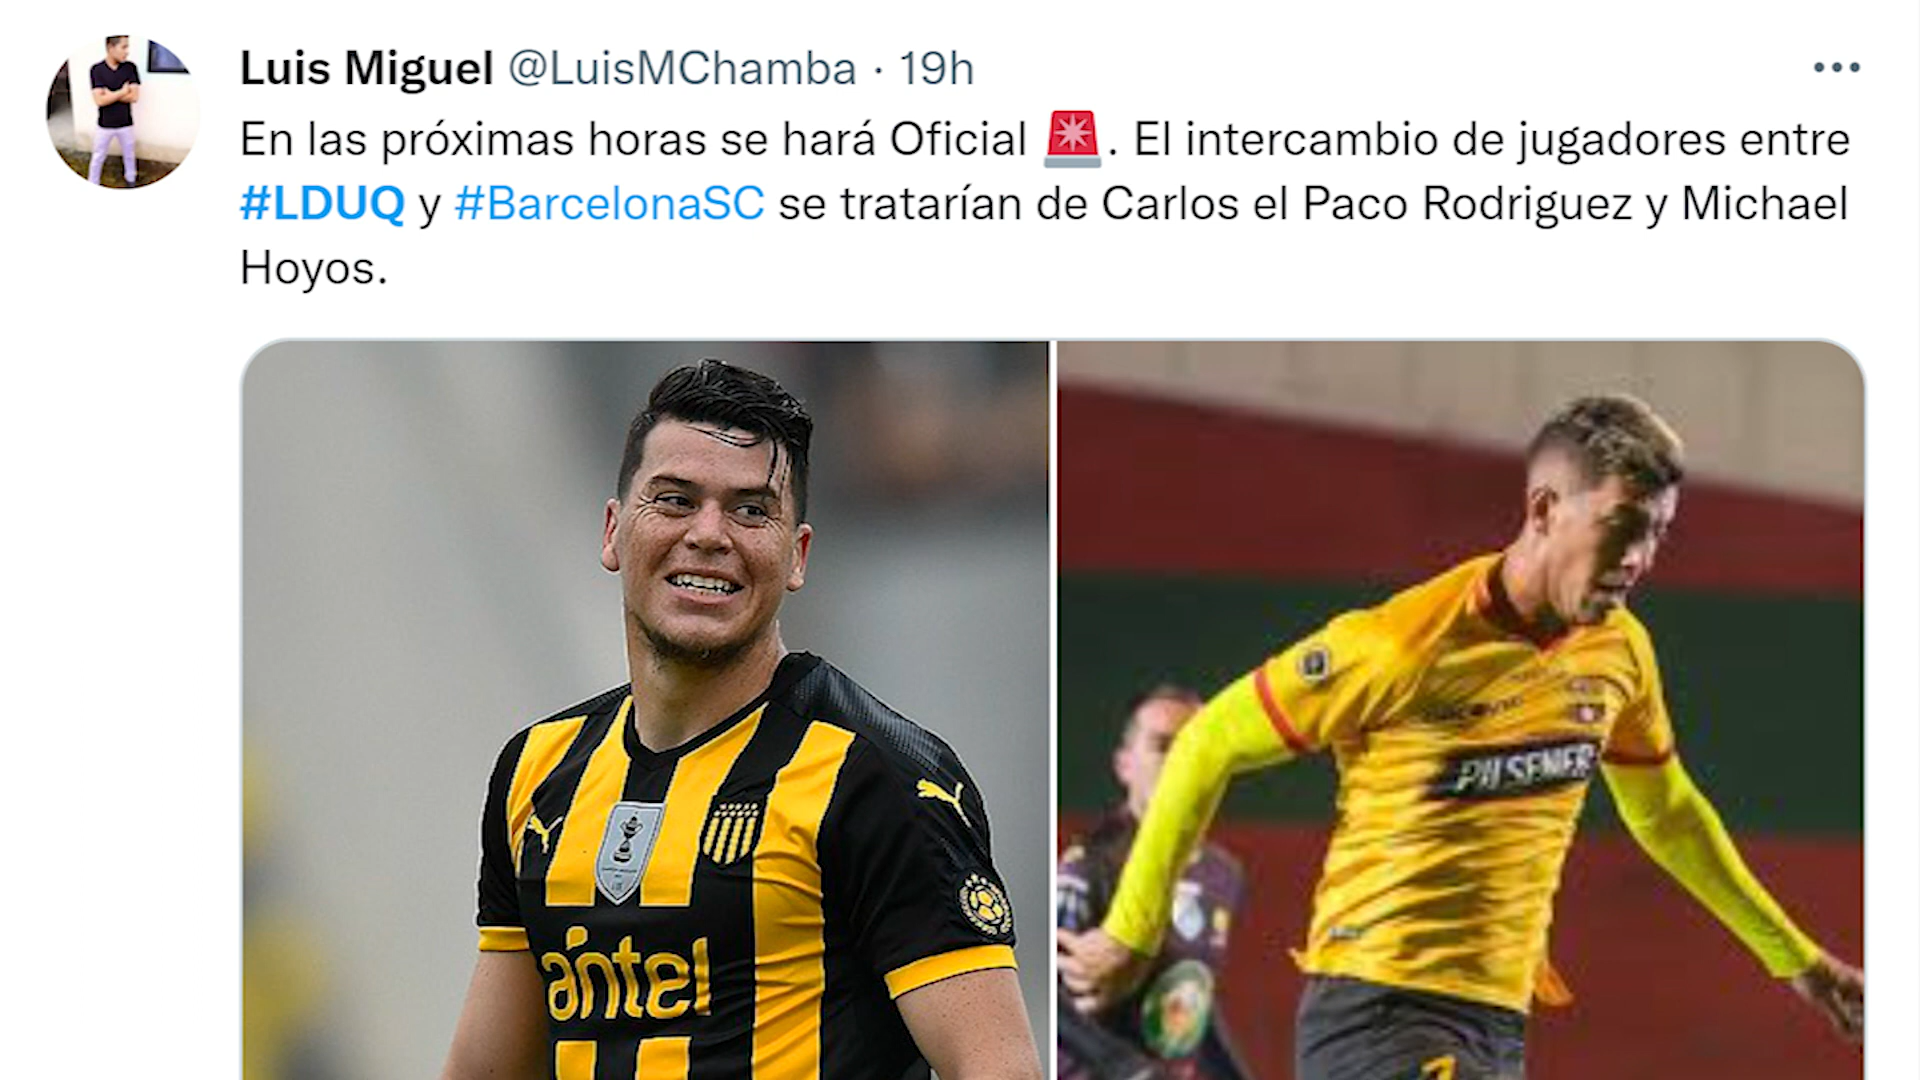 Luis Miguel @LuisMChamba · 19h
En las próximas horas se hará Oficial 🚨. El intercambio de jugadores entre
#LDUQ y #BarcelonaSC se tratarían de Carlos el Paco Rodriguez y Michael
Hoyos.
antel
PILSENER